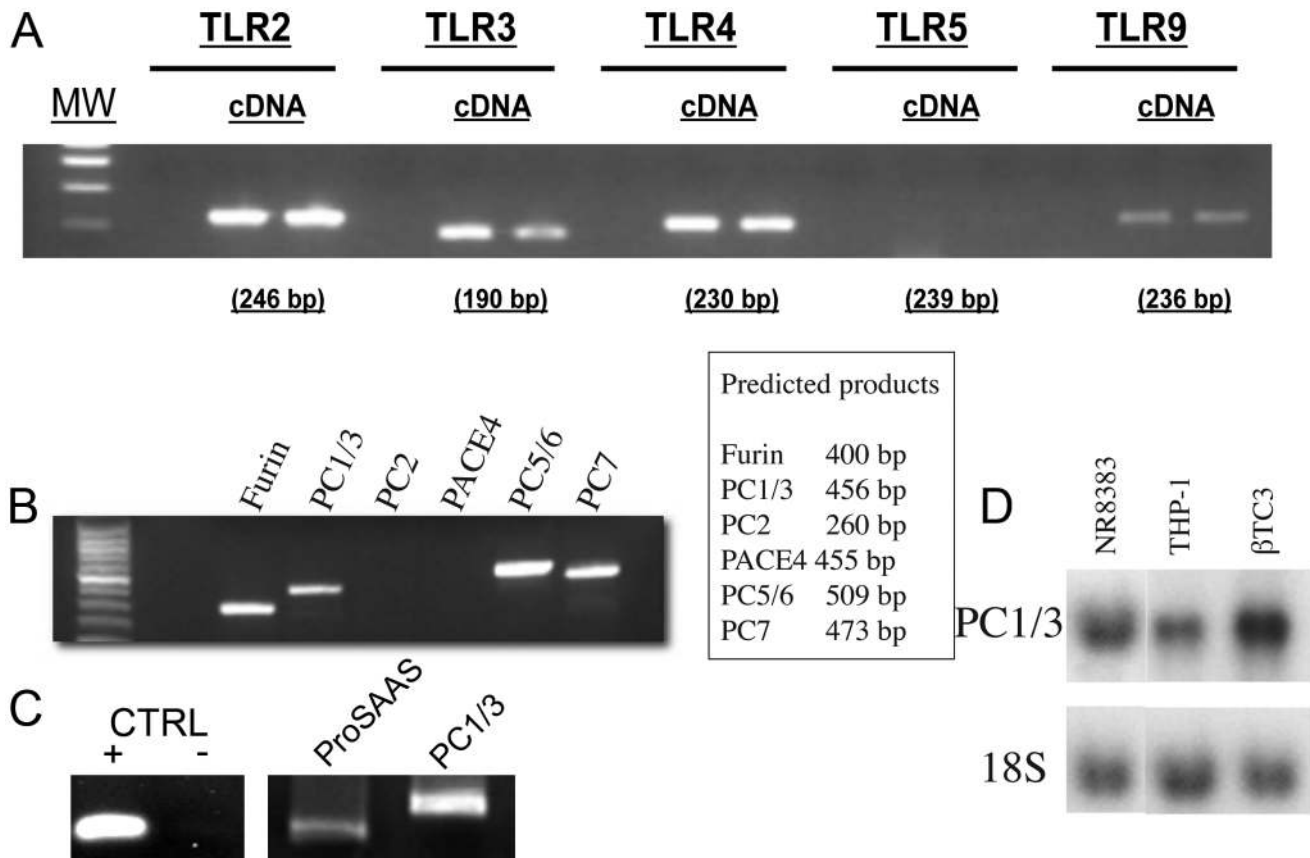 A
TLR2 TLR3 TLR4 TLR5 TLR9
MW cDNA cDNA cDNA cDNA cDNA
(246 bp) (190 bp) (230 bp) (239 bp) (236 bp)
B
Furin PC1/3 PC2 PACE4 PC5/6 PC7
Predicted products
Furin 400 bp
PC1/3 456 bp
PC2 260 bp
PACE4 455 bp
PC5/6 509 bp
PC7 473 bp
C
CTRL
+ -
ProSAAS PC1/3
D
NR8383 THP-1 βTC3
PC1/3
18S